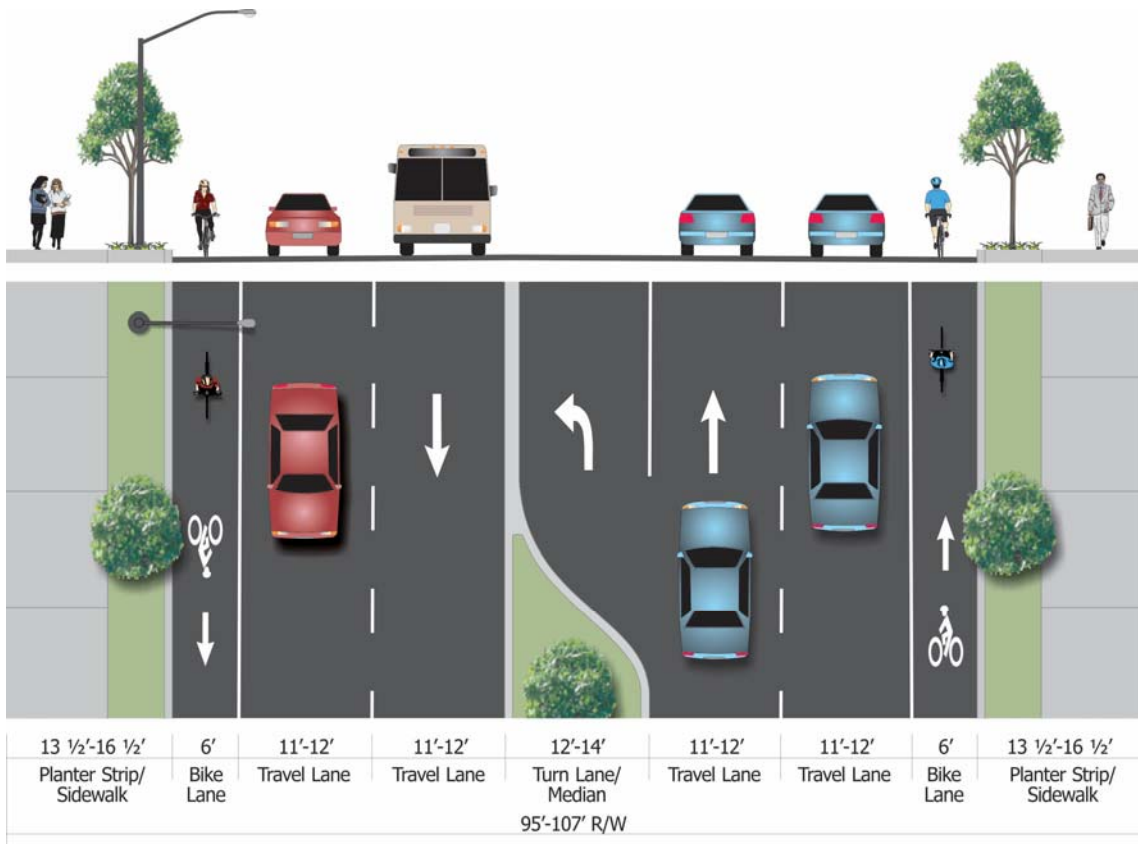 13 ½’-16 ½’ 6’ 11’-12’ 11’-12’ 12’-14’ 11’-12’ 11’-12’ 6’ 13 ½’-16 ½’
Planter Strip/ Bike Travel Lane Travel Lane Turn Lane/ Travel Lane Travel Lane Bike Planter Strip/
Sidewalk Lane Median Lane Sidewalk
95’-107’ R/W